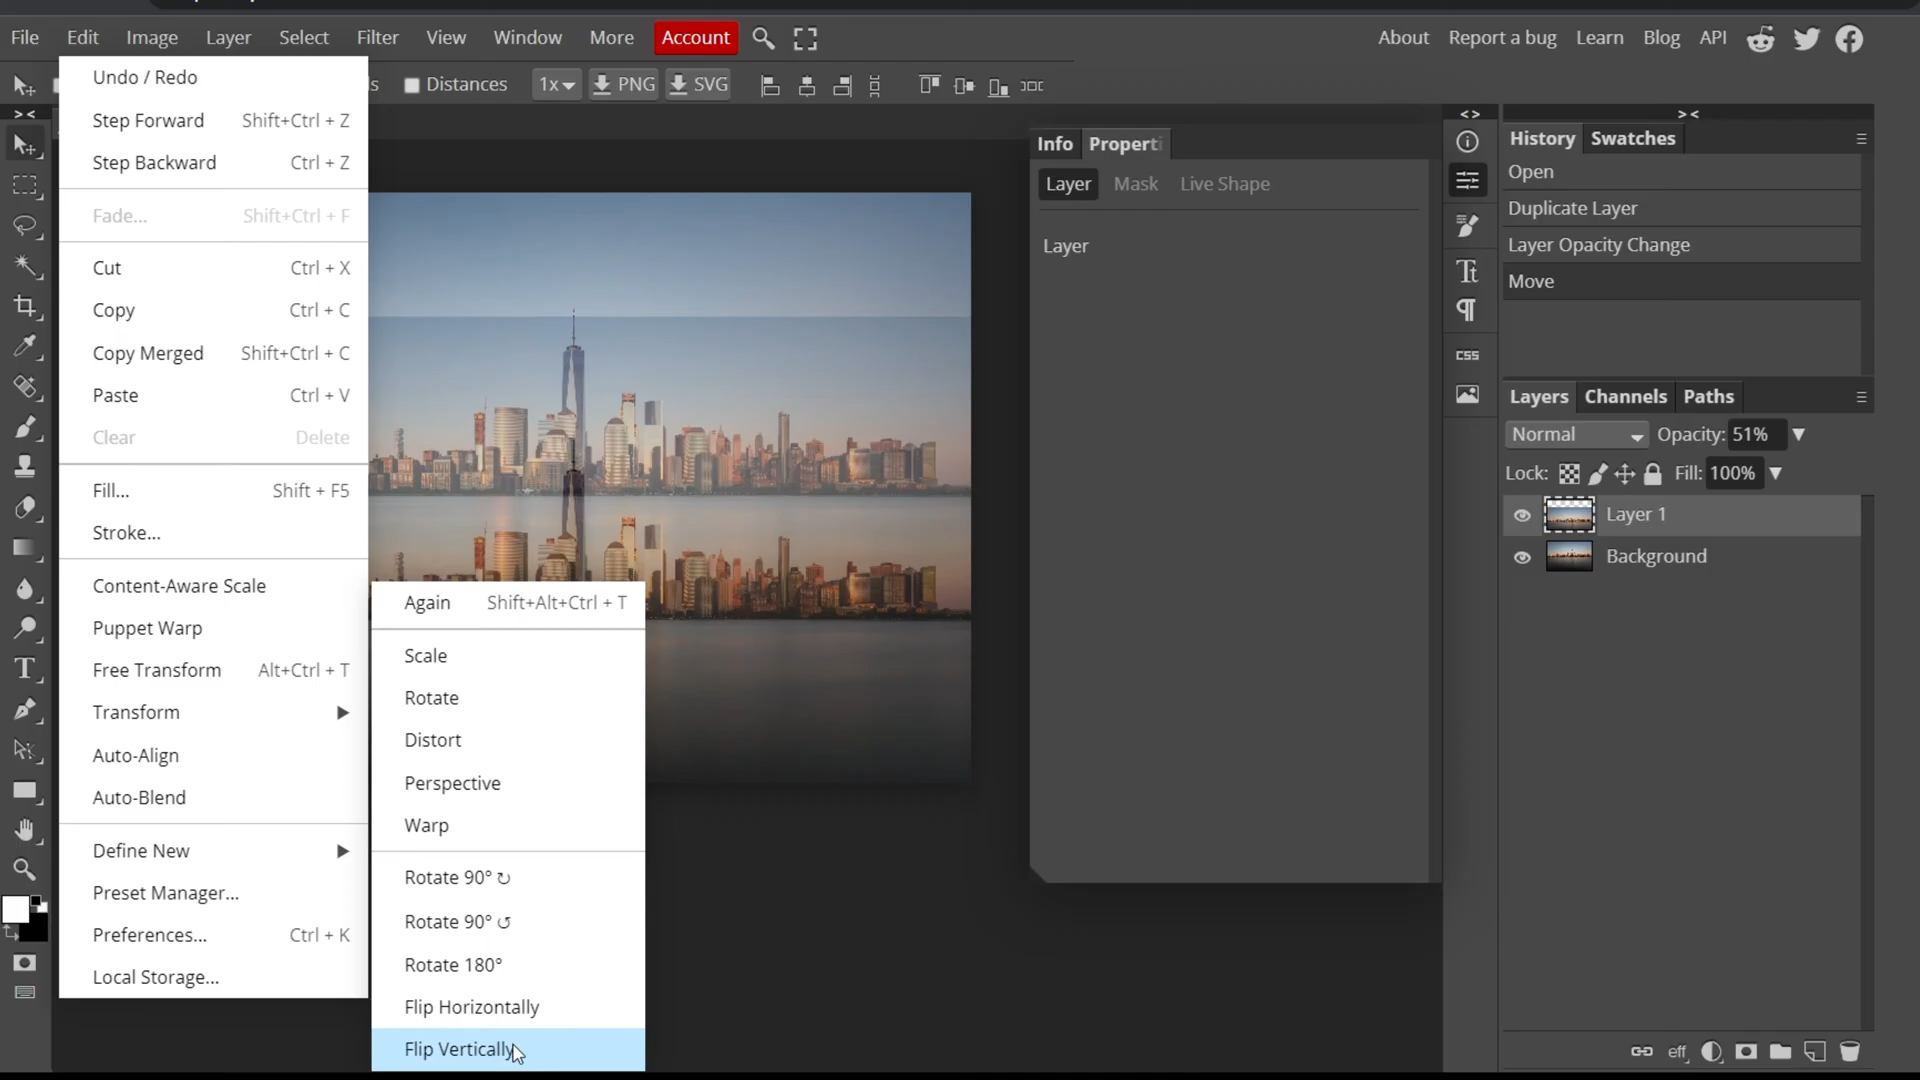 File Edit Image Layer Select Filter View Window More Account About Report a bug Learn Blog API
Distances 1x PNG SVG
Undo / Redo
Step Forward Shift+Ctrl + Z
Step Backward Ctrl + Z
Fade... Shift+Ctrl + F
Cut Ctrl + X
Copy Ctrl + C
Copy Merged Shift+Ctrl + C
Paste Ctrl + V
Clear Delete
Fill... Shift + F5
Stroke...
Content-Aware Scale
Puppet Warp
Free Transform Alt+Ctrl + T
Transform
Auto-Align
Auto-Blend
Define New
Preset Manager...
Preferences... Ctrl + K
Local Storage...
Again Shift+Alt+Ctrl + T
Scale
Rotate
Distort
Perspective
Warp
Rotate 90°
Rotate 90°
Rotate 180°
Flip Horizontally
Flip Vertically
Info Properti
Layer Mask Live Shape
Layer
CSS
History Swatches
Open
Duplicate Layer
Layer Opacity Change
Move
Layers Channels Paths
Normal Opacity: 51%
Lock: Fill: 100%
Layer 1
Background
eff